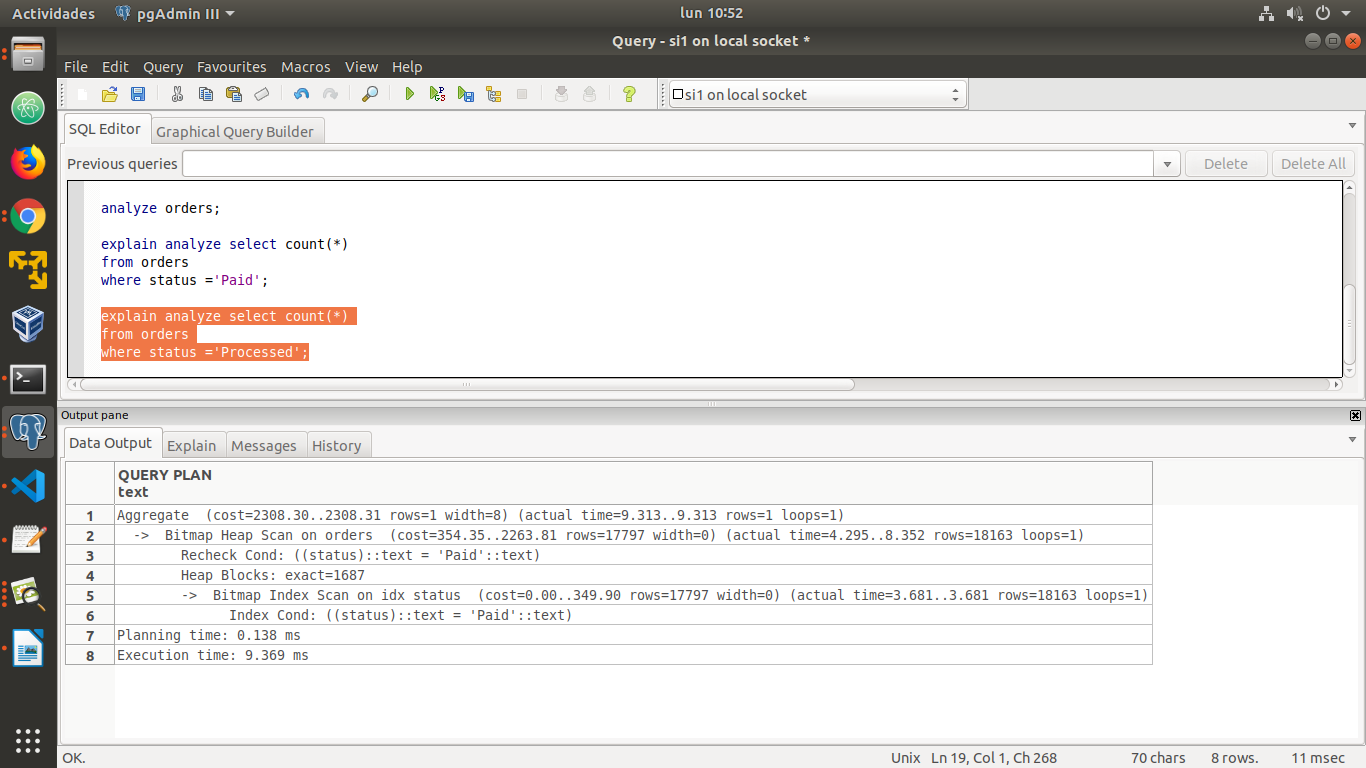 Actividades pgAdmin III lun 10:52
Query - si1 on local socket *
File Edit Query Favourites Macros View Help
si1 on local socket
SQL Editor Graphical Query Builder
Previous queries Delete Delete All
analyze orders;
explain analyze select count(*)
from orders
where status ='Paid';
explain analyze select count(*)
from orders
where status ='Processed';
Output pane
Data Output Explain Messages History
QUERY PLAN
text
1 Aggregate (cost=2308.30..2308.31 rows=1 width=8) (actual time=9.313..9.313 rows=1 loops=1)
2 -> Bitmap Heap Scan on orders (cost=354.35..2263.81 rows=17797 width=0) (actual time=4.295..8.352 rows=18163 loops=1)
3 Recheck Cond: ((status)::text = 'Paid'::text)
4 Heap Blocks: exact=1687
5 -> Bitmap Index Scan on idx status (cost=0.00..349.90 rows=17797 width=0) (actual time=3.681..3.681 rows=18163 loops=1)
6 Index Cond: ((status)::text = 'Paid'::text)
7 Planning time: 0.138 ms
8 Execution time: 9.369 ms
OK. Unix Ln 19, Col 1, Ch 268 70 chars 8 rows. 11 msec